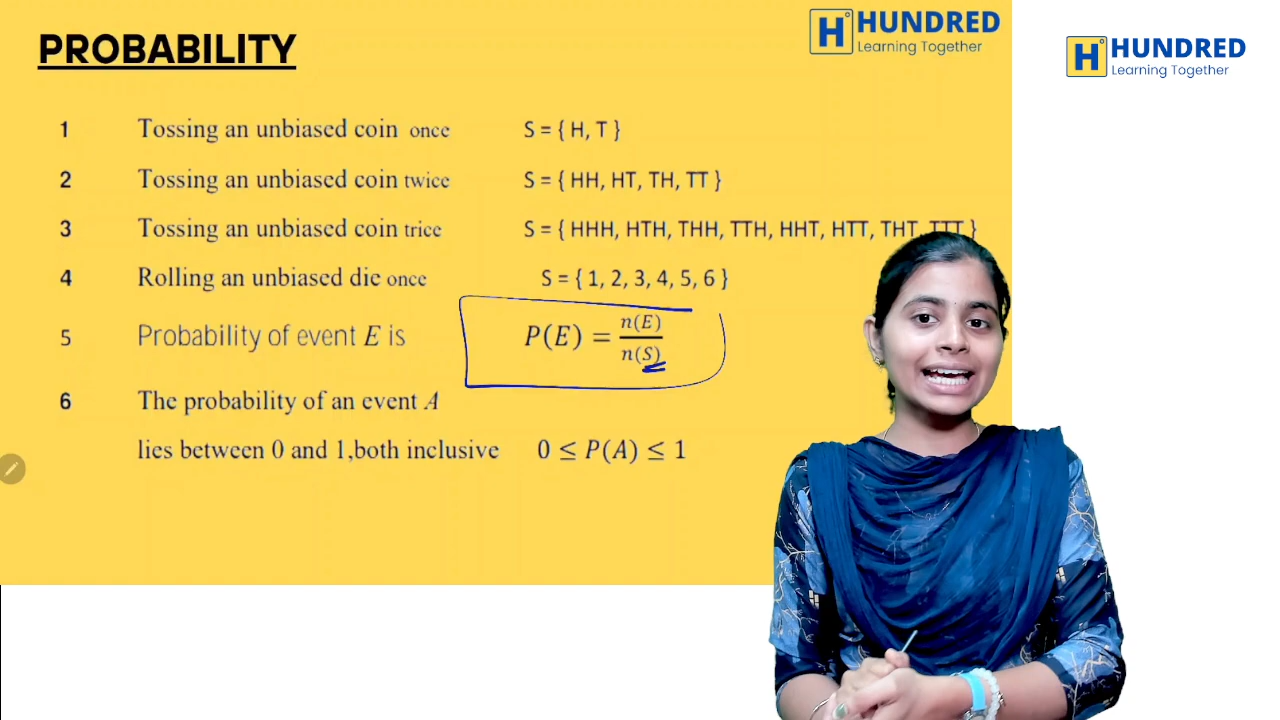 PROBABILITY
H° HUNDRED
Learning Together
H° HUNDRED
Learning Together
1 Tossing an unbiased coin once S = { H, T }
2 Tossing an unbiased coin twice S = { HH, HT, TH, TT }
3 Tossing an unbiased coin trice S = { HHH, HTH, THH, TTH, HHT, HTT, THT, TTT }
4 Rolling an unbiased die once S = { 1, 2, 3, 4, 5, 6 }
5 Probability of event E is P(E) = n(E)/n(S)
6 The probability of an event A
lies between 0 and 1,both inclusive 0 ≤ P(A) ≤ 1